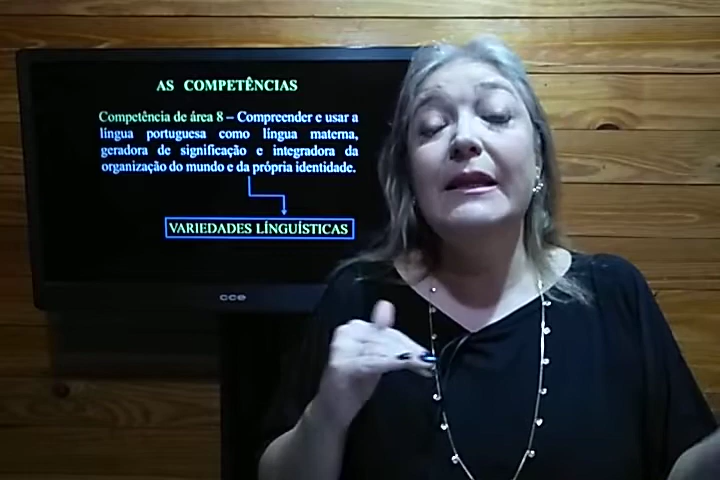 AS COMPETÊNCIAS
Competência de área 8 – Compreender e usar a
língua portuguesa como língua materna,
geradora de significação e integradora da
organização do mundo e da própria identidade.
VARIEDADES LÍNGUÍSTICAS
cce